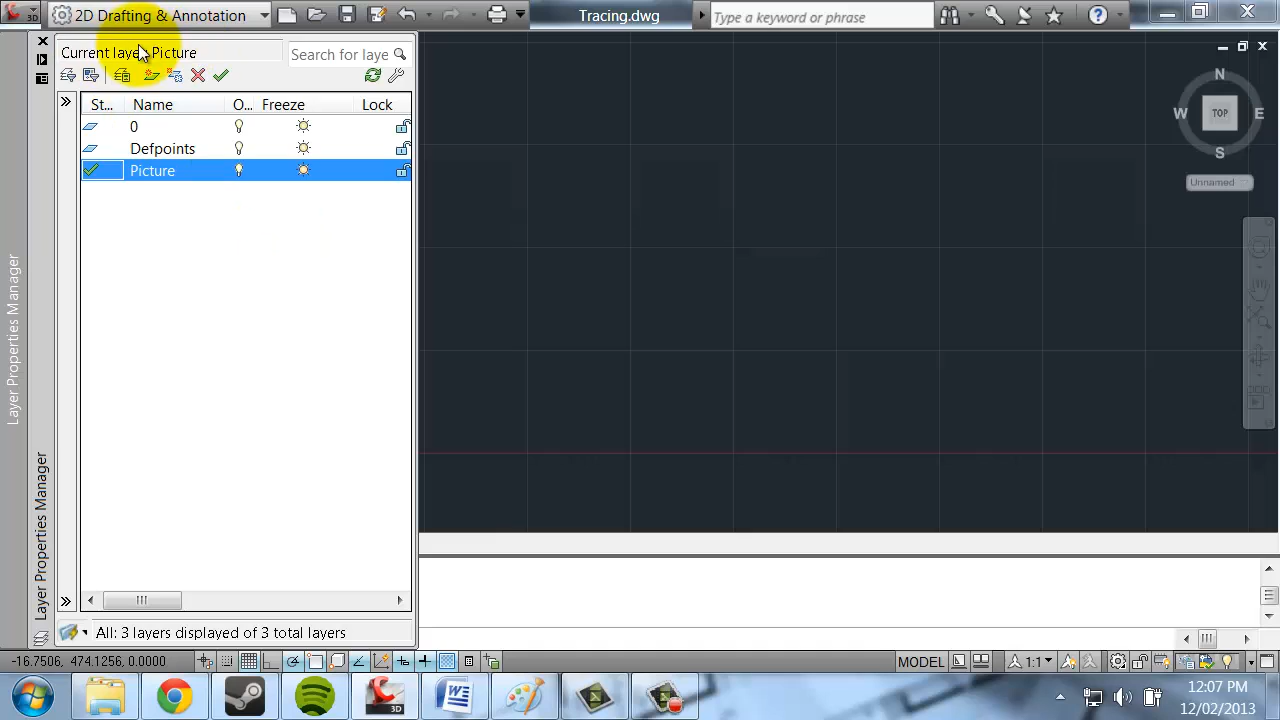 3D
2D Drafting & Annotation
Tracing.dwg
Type a keyword or phrase
Current layer: Picture
Search for laye
St... Name O... Freeze Lock
0
Defpoints
Picture
All: 3 layers displayed of 3 total layers
Layer Properties Manager
Layer Properties Manager
N
W TOP E
S
Unnamed
-16.7506, 474.1256, 0.0000
MODEL
1:1
3D
W
12:07 PM
12/02/2013